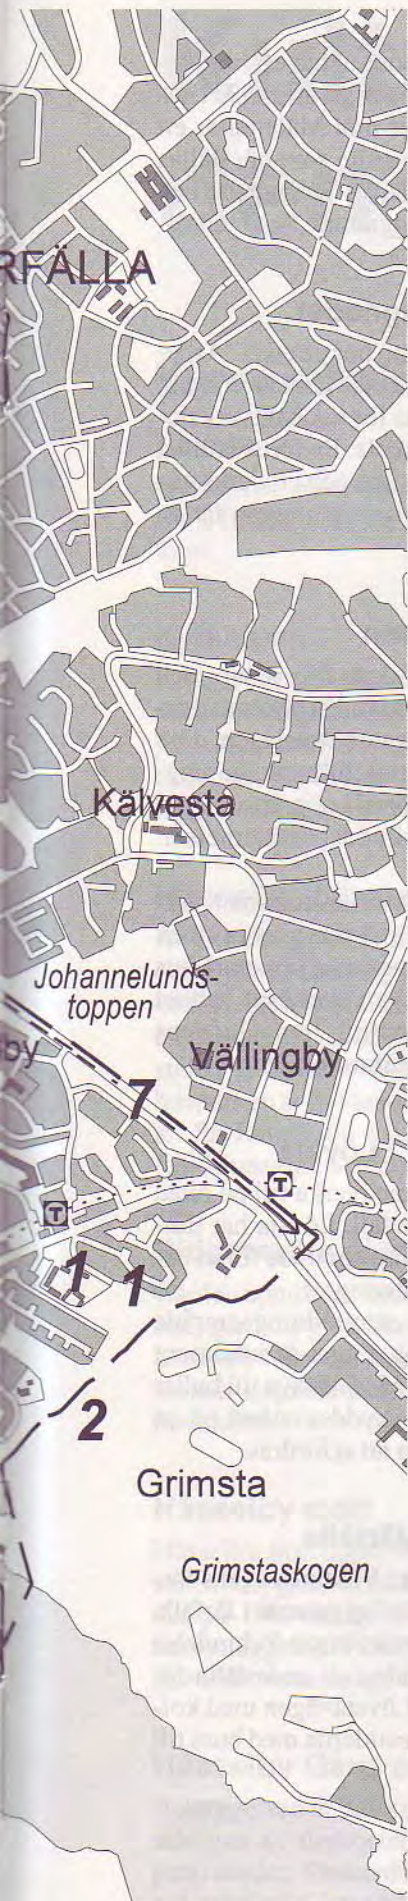 RFÄLLA
Kälvesta
Johannelunds-
toppen
by
Vällingby
7
T
T
1 1
2
Grimsta
Grimstaskogen